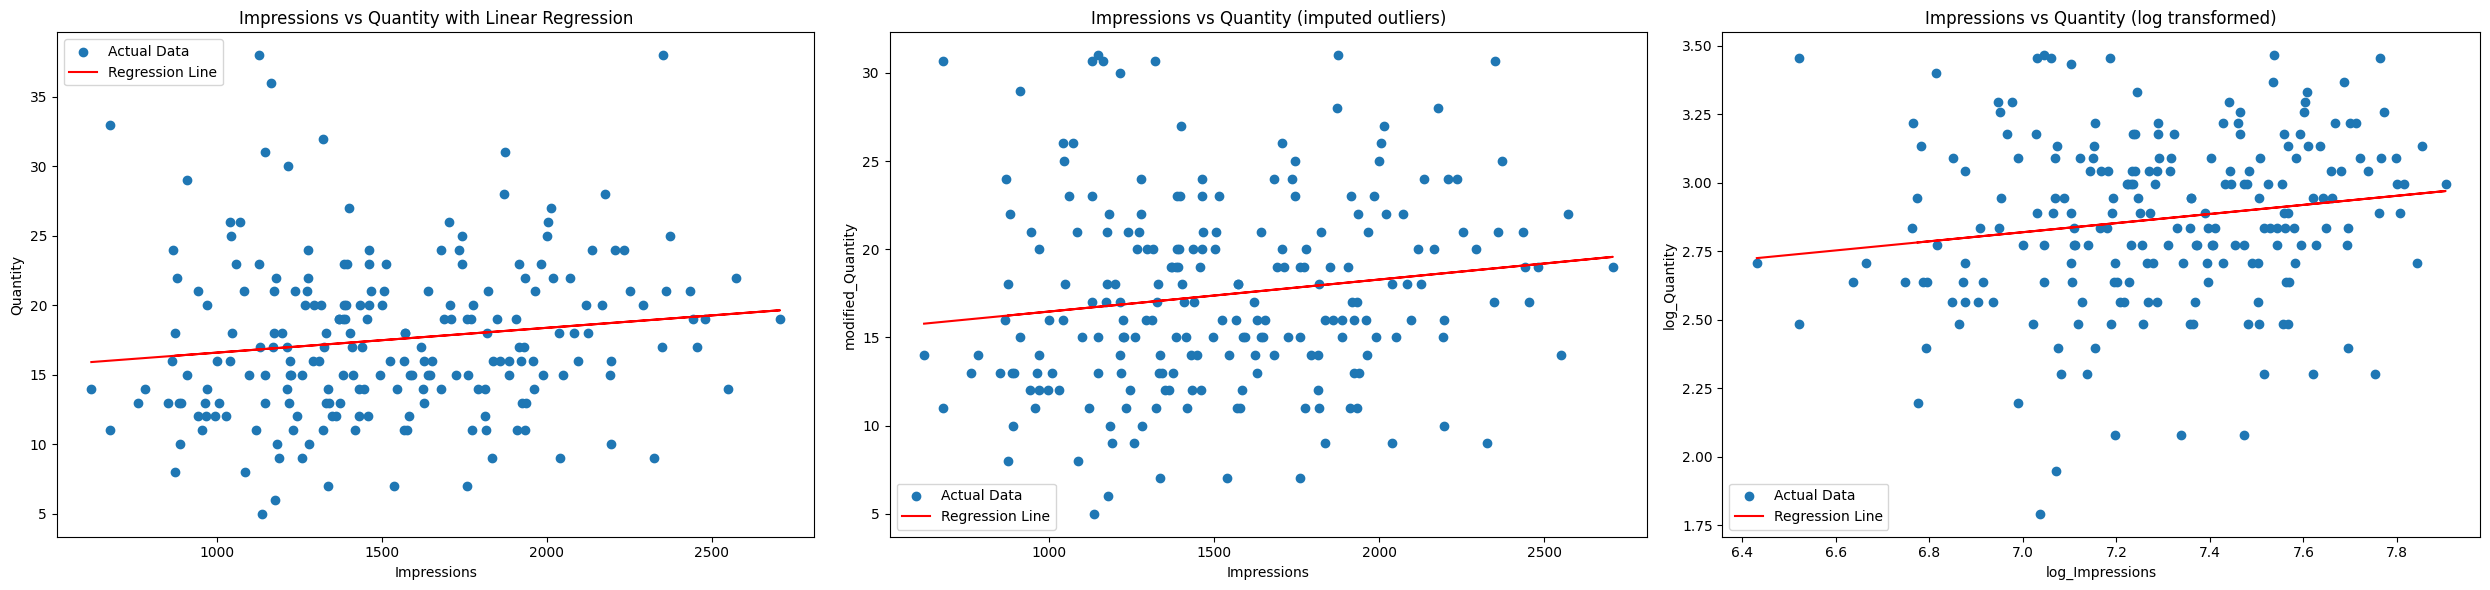 Impressions vs Quantity with Linear Regression
Actual Data
Regression Line
35
30
25
20
15
10
5
Quantity
1000 1500 2000 2500
Impressions
Impressions vs Quantity (imputed outliers)
30
25
20
15
10
5
modified_Quantity
Actual Data
Regression Line
1000 1500 2000 2500
Impressions
Impressions vs Quantity (log transformed)
3.50
3.25
3.00
2.75
2.50
2.25
2.00
1.75
log_Quantity
Actual Data
Regression Line
6.4 6.6 6.8 7.0 7.2 7.4 7.6 7.8
log_Impressions